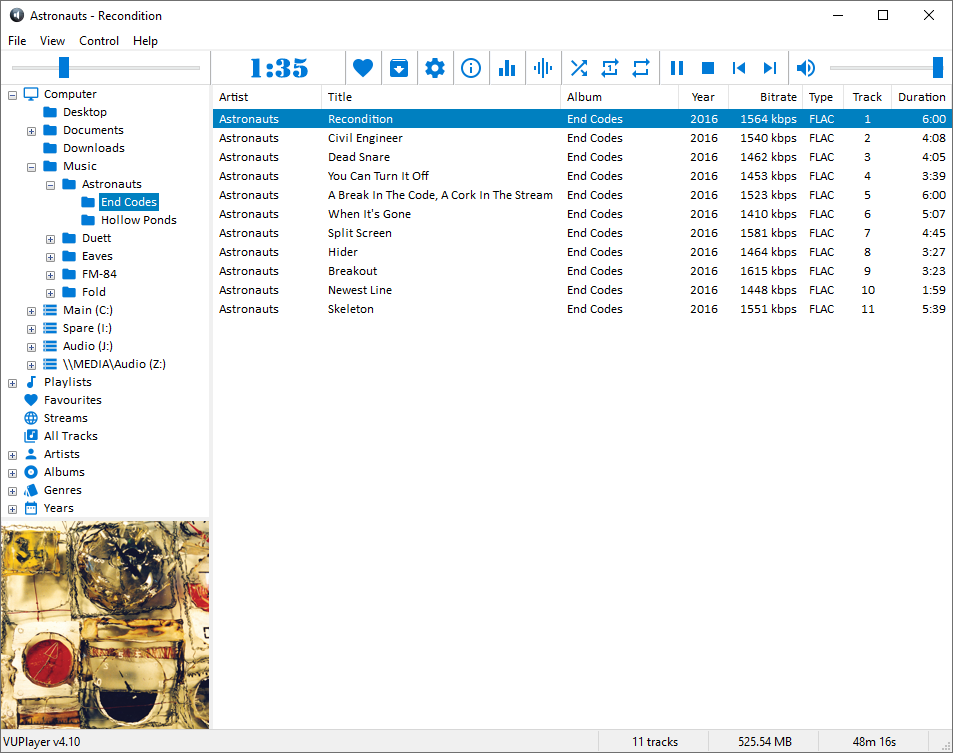 Astronauts - Recondition
File View Control Help
1:35
Computer
Desktop
Documents
Downloads
Music
Astronauts
End Codes
Hollow Ponds
Duett
Eaves
FM-84
Fold
Main (C:)
Spare (I:)
Audio (J:)
\\MEDIA\Audio (Z:)
Playlists
Favourites
Streams
All Tracks
Artists
Albums
Genres
Years
Artist Title Album Year Bitrate Type Track Duration
Astronauts Recondition End Codes 2016 1564 kbps FLAC 1 6:00
Astronauts Civil Engineer End Codes 2016 1540 kbps FLAC 2 4:08
Astronauts Dead Snare End Codes 2016 1462 kbps FLAC 3 4:05
Astronauts You Can Turn It Off End Codes 2016 1453 kbps FLAC 4 3:39
Astronauts A Break In The Code, A Cork In The Stream End Codes 2016 1523 kbps FLAC 5 6:00
Astronauts When It's Gone End Codes 2016 1410 kbps FLAC 6 5:07
Astronauts Split Screen End Codes 2016 1581 kbps FLAC 7 4:45
Astronauts Hider End Codes 2016 1464 kbps FLAC 8 3:27
Astronauts Breakout End Codes 2016 1615 kbps FLAC 9 3:23
Astronauts Newest Line End Codes 2016 1448 kbps FLAC 10 1:59
Astronauts Skeleton End Codes 2016 1551 kbps FLAC 11 5:39
VUPlayer v4.10 11 tracks 525.54 MB 48m 16s